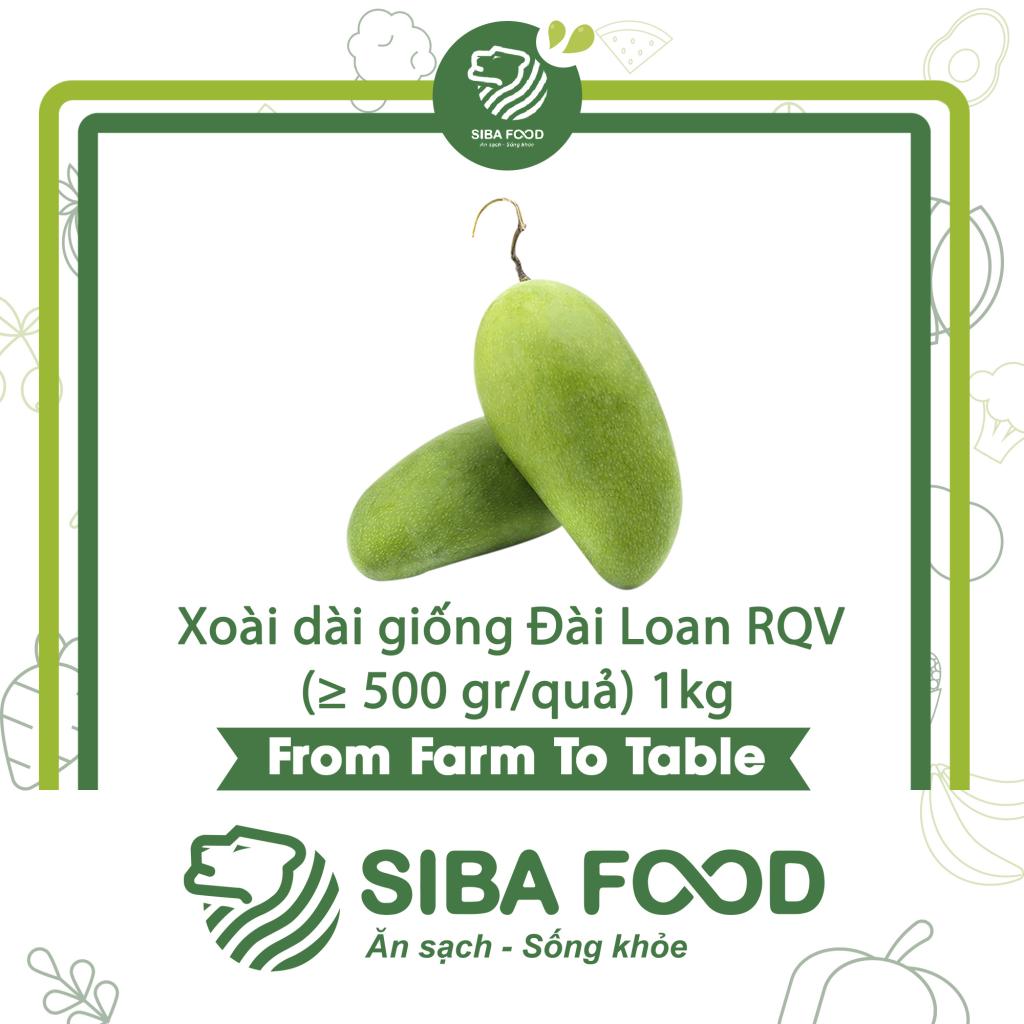 SIBA FOOD
Ăn sạch - Sống khỏe
Xoài dài giống Đài Loan RQV
(≥ 500 gr/quả) 1kg
From Farm To Table
SIBA FOOD
Ăn sạch - Sống khỏe